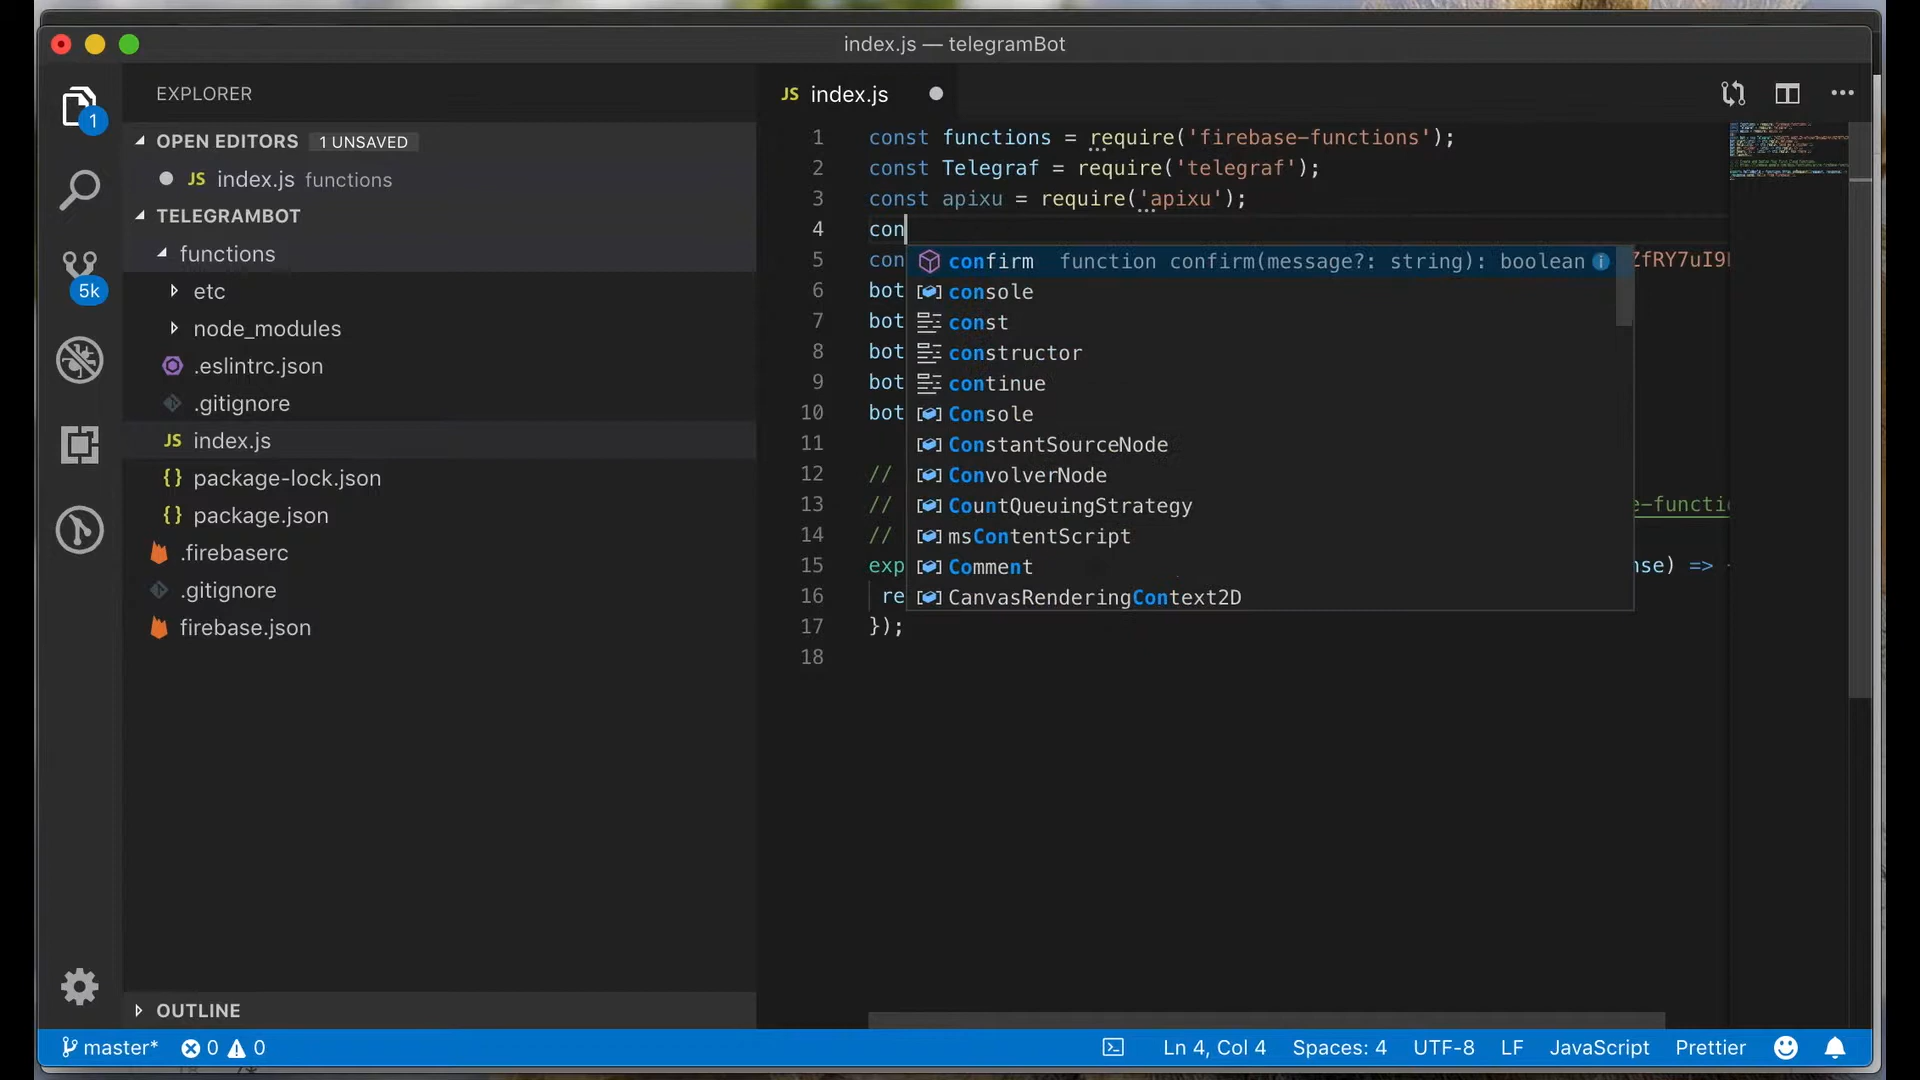 index.js — telegramBot
EXPLORER
1
OPEN EDITORS 1 UNSAVED
JS index.js functions
TELEGRAMBOT
functions
etc
node_modules
.eslintrc.json
.gitignore
JS index.js
{} package-lock.json
{} package.json
.firebaserc
.gitignore
firebase.json
5k
OUTLINE
JS index.js
1 const functions = require('firebase-functions');
2 const Telegraf = require('telegraf');
3 const apixu = require('apixu');
4 con
5 con ZfRY7uI9
6 bot
7 bot
8 bot
9 bot
10 bot
11
12 //
13 // e-functio
14 //
15 exp nse) =>
16 re
17 });
18
confirm function confirm(message?: string): boolean
console
const
constructor
continue
Console
ConstantSourceNode
ConvolverNode
CountQueuingStrategy
msContentScript
Comment
CanvasRenderingContext2D
master* 0 0 Ln 4, Col 4 Spaces: 4 UTF-8 LF JavaScript Prettier